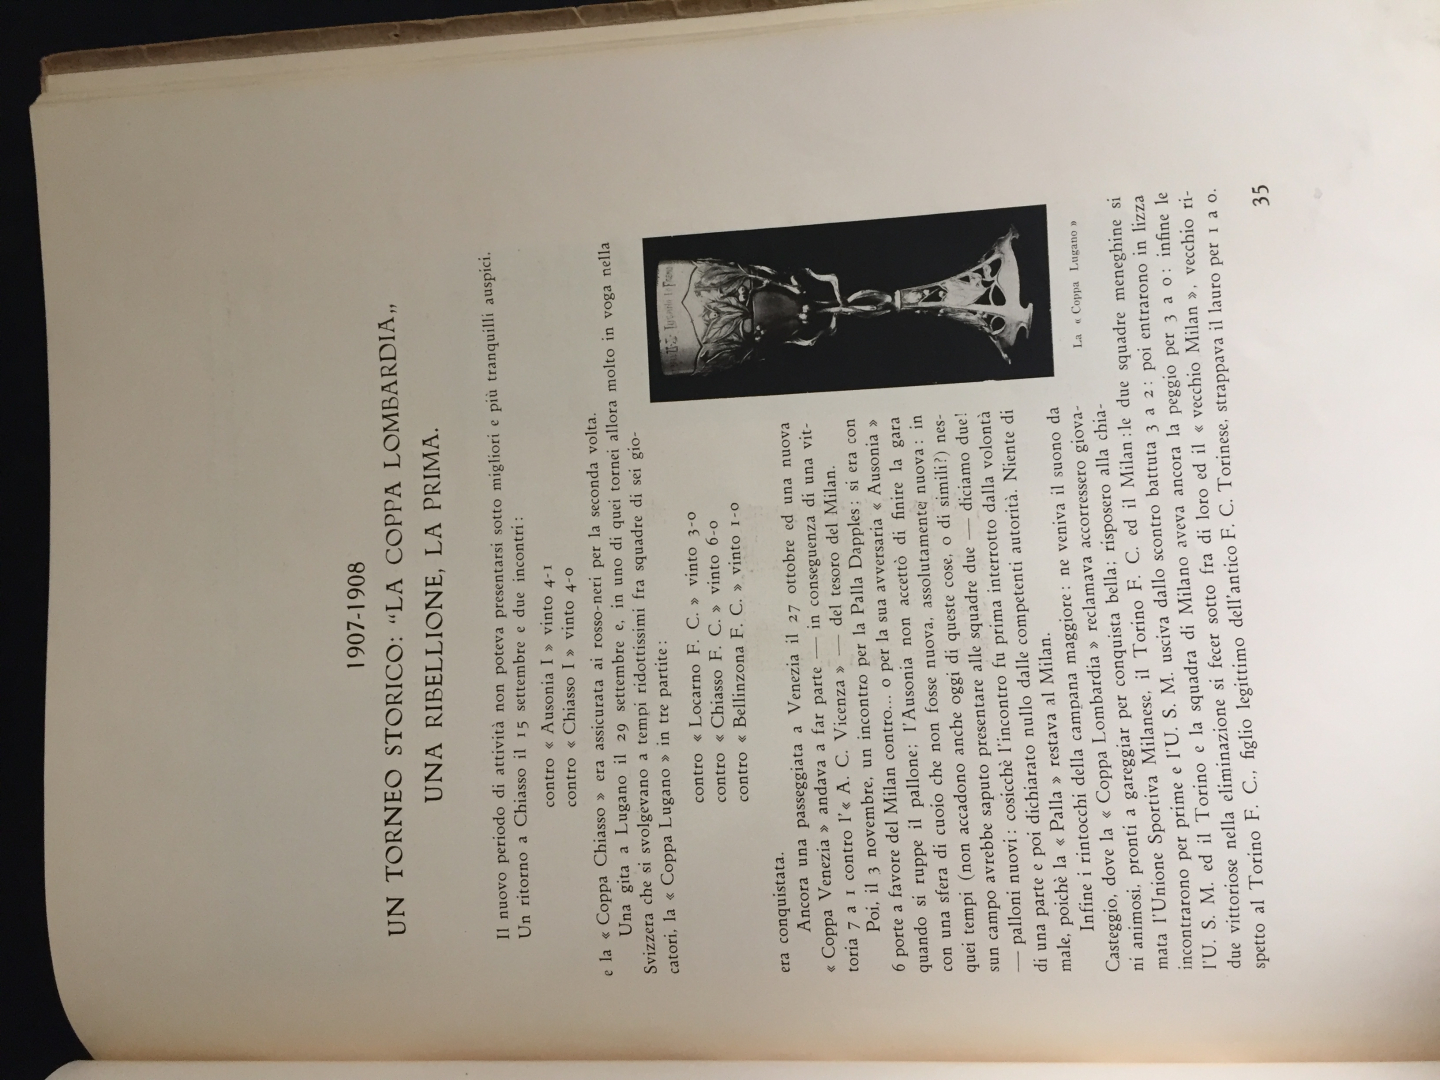 1907-1908
UN TORNEO STORICO: "LA COPPA LOMBARDIA„
UNA RIBELLIONE, LA PRIMA.
Il nuovo periodo di attività non poteva presentarsi sotto migliori e più tranquilli auspici.
Un ritorno a Chiasso il 15 settembre e due incontri:
contro « Ausonia I » vinto 4-1
contro « Chiasso I » vinto 4-0
e la « Coppa Chiasso » era assicurata ai rosso-neri per la seconda volta.
Una gita a Lugano il 29 settembre e, in uno di quei tornei allora molto in voga nella
Svizzera che si svolgevano a tempi ridottissimi fra squadre di sei gio-
catori, la « Coppa Lugano » in tre partite:
contro « Locarno F. C. » vinto 3-0
contro « Chiasso F. C. » vinto 6-0
contro « Bellinzona F. C. » vinto 1-0
era conquistata.
Ancora una passeggiata a Venezia il 27 ottobre ed una nuova
« Coppa Venezia » andava a far parte — in conseguenza di una vit-
toria 7 a 1 contro l'« A. C. Vicenza » — del tesoro del Milan.
Poi, il 3 novembre, un incontro per la Palla Dapples; si era con
6 porte a favore del Milan contro... o per la sua avversaria « Ausonia »
quando si ruppe il pallone; l'Ausonia non accettò di finire la gara
con una sfera di cuoio che non fosse nuova, assolutamente nuova: in
quei tempi (non accadono anche oggi di queste cose, o di simili?) nes-
sun campo avrebbe saputo presentare alle squadre due — diciamo due!
— palloni nuovi: cosicchè l'incontro fu prima interrotto dalla volontà
di una parte e poi dichiarato nullo dalle competenti autorità. Niente di
male, poichè la « Palla » restava al Milan.
Infine i rintocchi della campana maggiore: ne veniva il suono da
Casteggio, dove la « Coppa Lombardia » reclamava accorressero giova-
ni animosi, pronti a gareggiar per conquista bella; risposero alla chia-
mata l'Unione Sportiva Milanese, il Torino F. C. ed il Milan: le due squadre meneghine si
incontrarono per prime e l'U. S. M. usciva dallo scontro battuta 3 a 2: poi entrarono in lizza
l'U. S. M. ed il Torino e la squadra di Milano aveva ancora la peggio per 3 a 0: infine le
due vittoriose nella eliminazione si fecer sotto fra di loro ed il « vecchio Milan », vecchio ri-
spetto al Torino F. C., figlio legittimo dell'antico F. C. Torinese, strappava il lauro per 1 a 0.
La « Coppa Lugano »
35